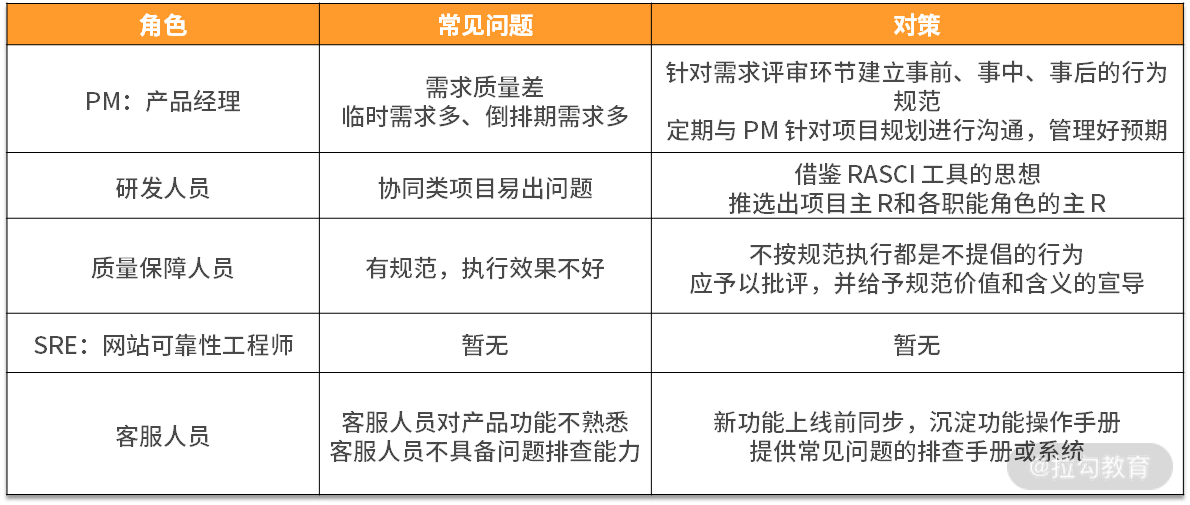 角色 常见问题 对策
PM：产品经理
需求质量差
临时需求多、倒排期需求多
针对需求评审环节建立事前、事中、事后的行为
规范
定期与 PM 针对项目规划进行沟通，管理好预期
研发人员
协同类项目易出问题
借鉴 RASCI 工具的思想
推选出项目主 R和各职能角色的主 R
质量保障人员
有规范，执行效果不好
不按规范执行都是不提倡的行为
应予以批评，并给予规范价值和含义的宣导
SRE：网站可靠性工程师
暂无
暂无
客服人员
客服人员对产品功能不熟悉
客服人员不具备问题排查能力
新功能上线前同步，沉淀功能操作手册
提供常见问题的排查手册或系统
@拉勾教育